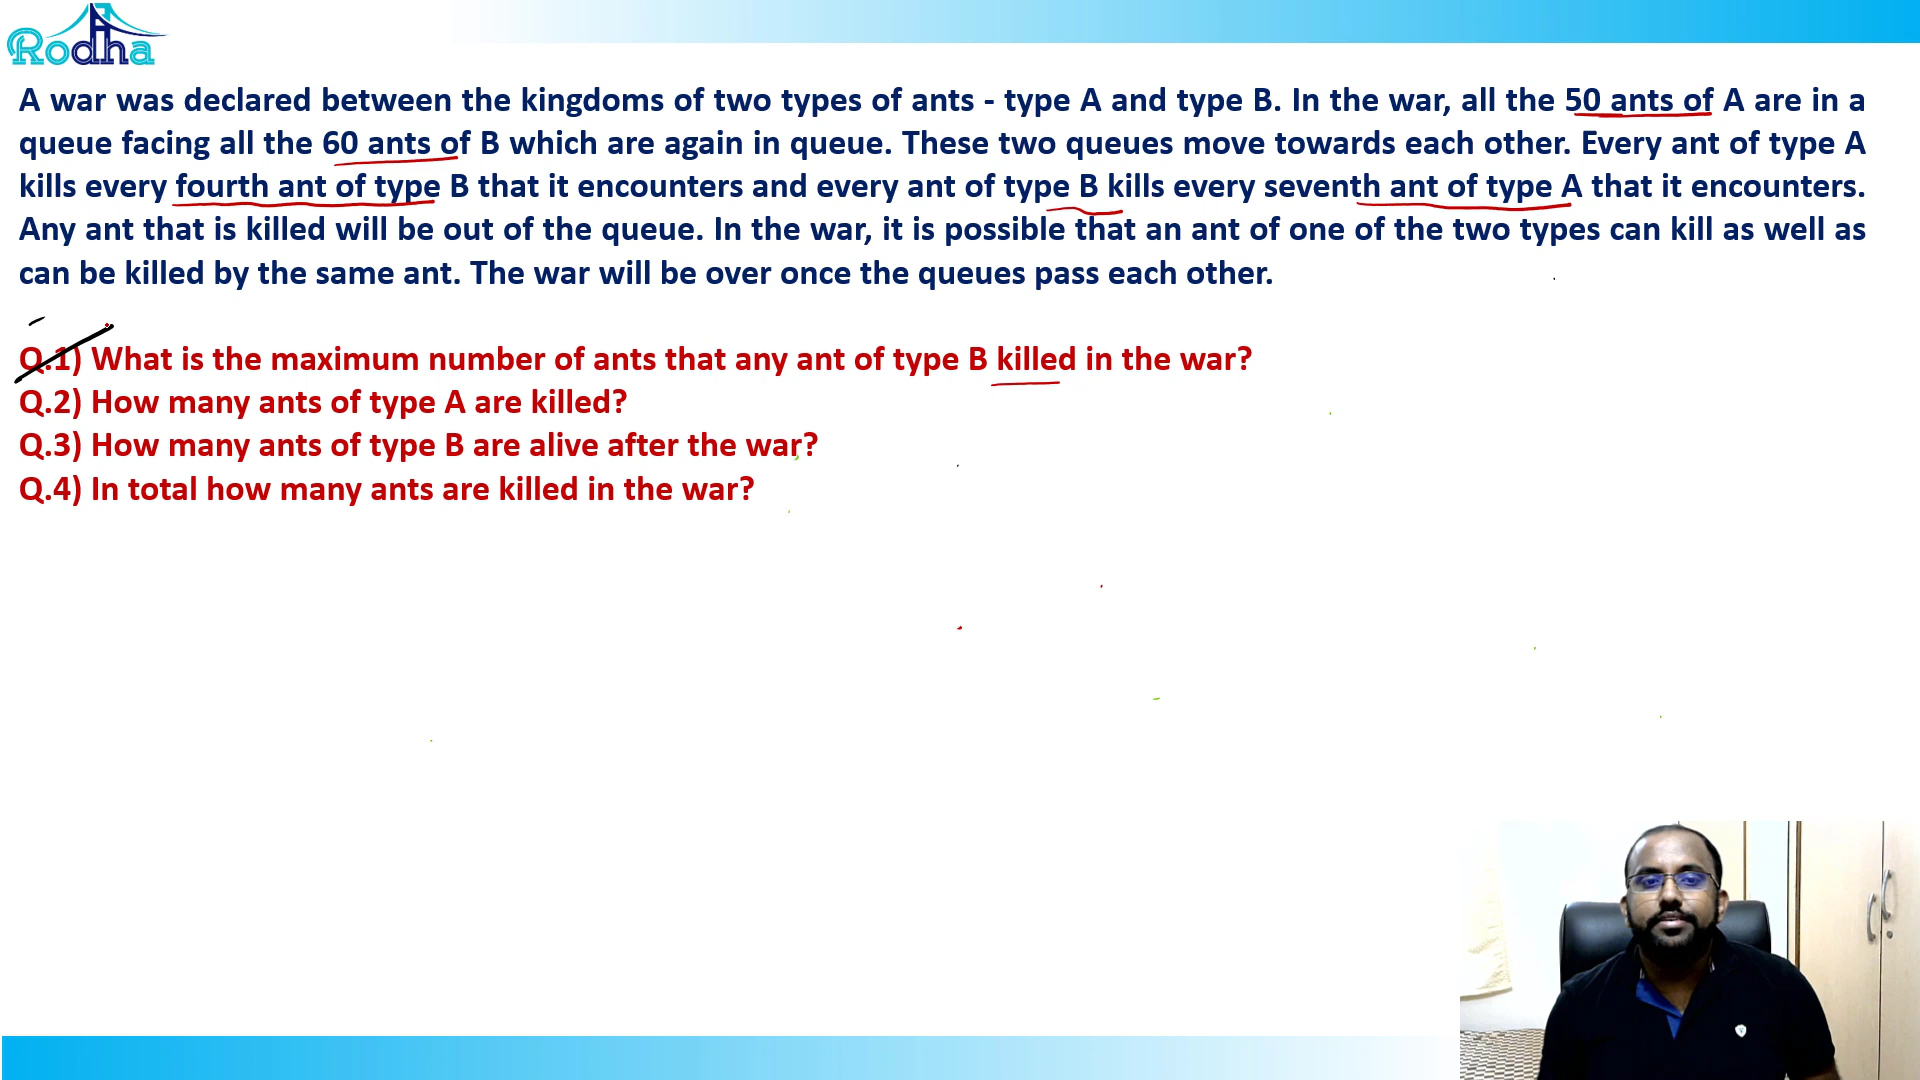 Rodha
A war was declared between the kingdoms of two types of ants - type A and type B. In the war, all the 50 ants of A are in a
queue facing all the 60 ants of B which are again in queue. These two queues move towards each other. Every ant of type A
kills every fourth ant of type B that it encounters and every ant of type B kills every seventh ant of type A that it encounters.
Any ant that is killed will be out of the queue. In the war, it is possible that an ant of one of the two types can kill as well as
can be killed by the same ant. The war will be over once the queues pass each other.
Q.1) What is the maximum number of ants that any ant of type B killed in the war?
Q.2) How many ants of type A are killed?
Q.3) How many ants of type B are alive after the war?
Q.4) In total how many ants are killed in the war?